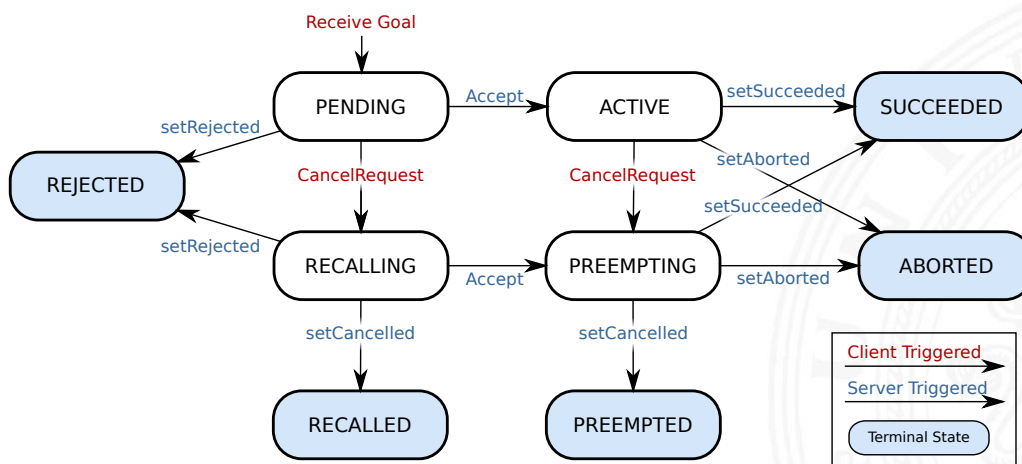 Receive Goal
PENDING
Accept
ACTIVE
setSucceeded
SUCCEEDED
setRejected
setAborted
REJECTED
CancelRequest
CancelRequest
setSucceeded
setRejected
RECALLING
Accept
PREEMPTING
setAborted
ABORTED
setCancelled
setCancelled
RECALLED
PREEMPTED
Client Triggered
Server Triggered
Terminal State